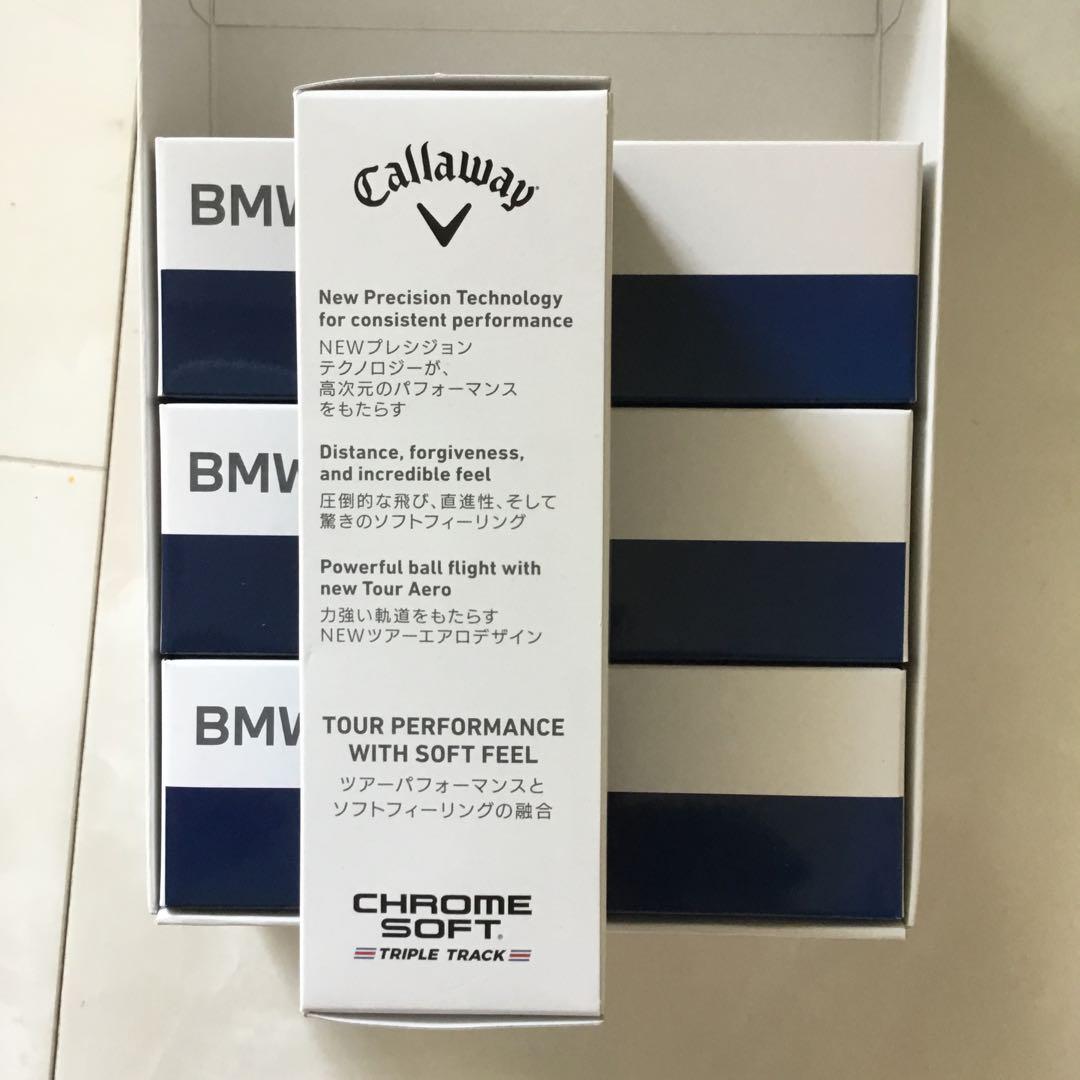 Callaway
New Precision Technology
for consistent performance
NEWプレシジョン
テクノロジーが、
高次元のパフォーマンス
をもたらす
Distance, forgiveness,
and incredible feel
圧倒的な飛び、直進性、そして
驚きのソフトフィーリング
Powerful ball flight with
new Tour Aero
力強い軌道をもたらす
NEWツアーエアロデザイン
TOUR PERFORMANCE
WITH SOFT FEEL
ツアーパフォーマンスと
ソフトフィーリングの融合
CHROME
SOFT®
TRIPLE TRACK
BMW
BMW
BMW